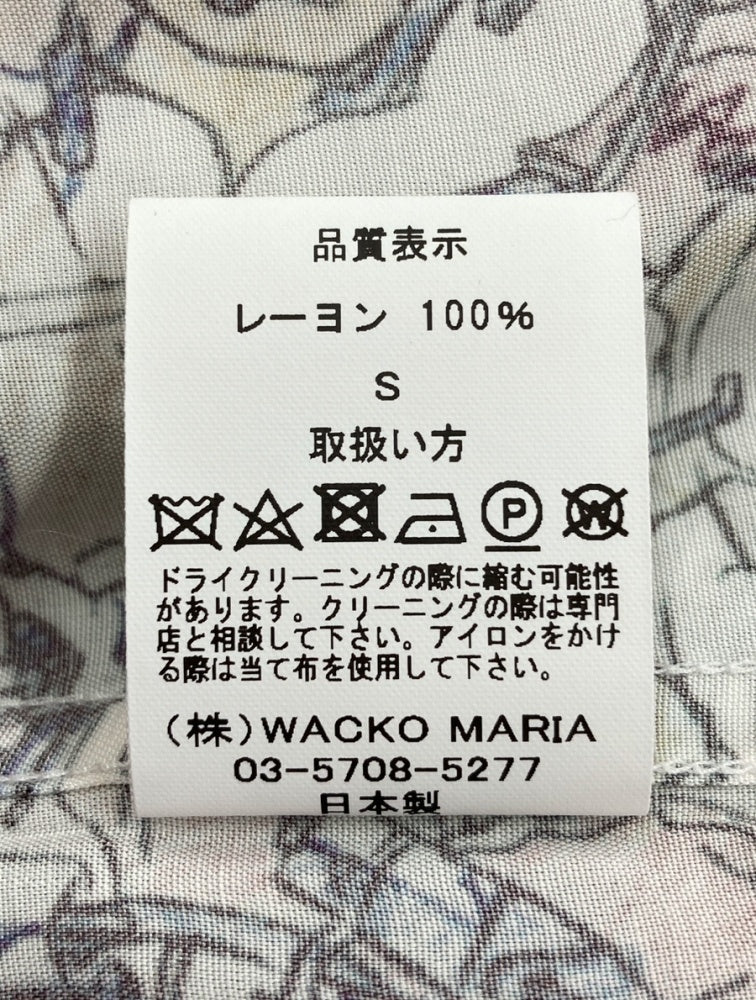 品質表示
レーヨン 100%
S
取扱い方
P W
ドライクリーニングの際に縮む可能性
があります。クリーニングの際は専門
店と相談して下さい。アイロンをかけ
る際は当て布を使用して下さい。
(株)WACKO MARIA
03-5708-5277
日本製